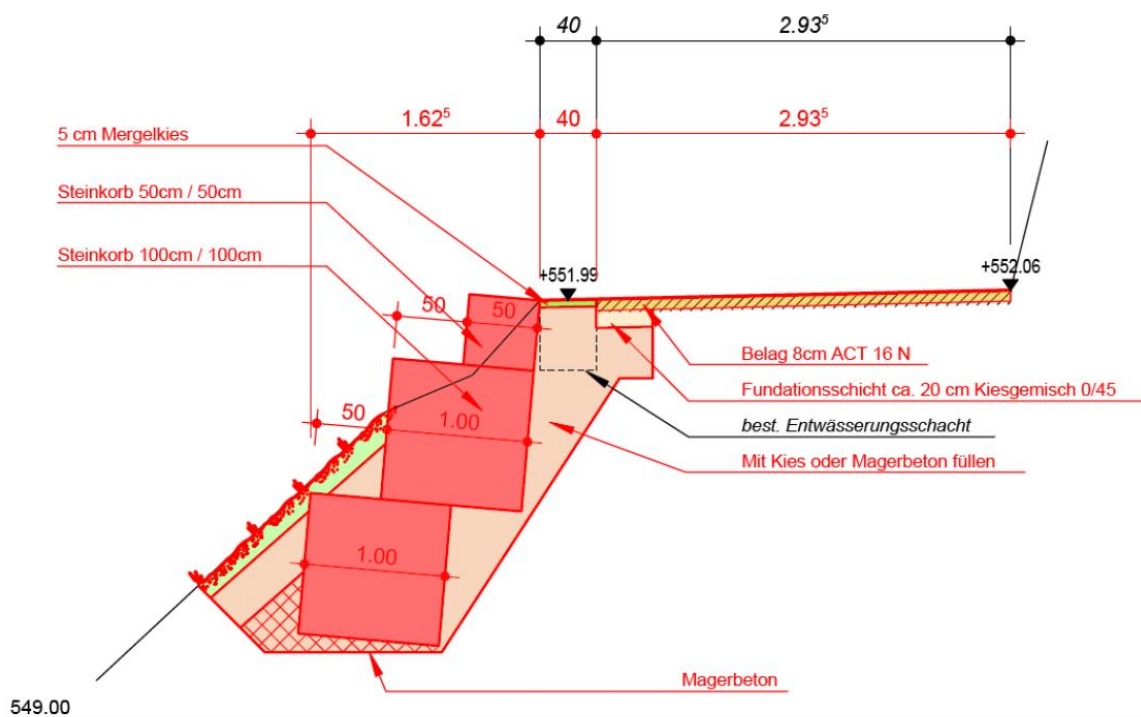 40
2.93⁵
1.62⁵
40
2.93⁵
5 cm Mergelkies
Steinkorb 50cm / 50cm
Steinkorb 100cm / 100cm
+551.99
+552.06
50
50
Belag 8cm ACT 16 N
Fundationsschicht ca. 20 cm Kiesgemisch 0/45
50
1.00
best. Entwässerungsschacht
Mit Kies oder Magerbeton füllen
1.00
Magerbeton
549.00